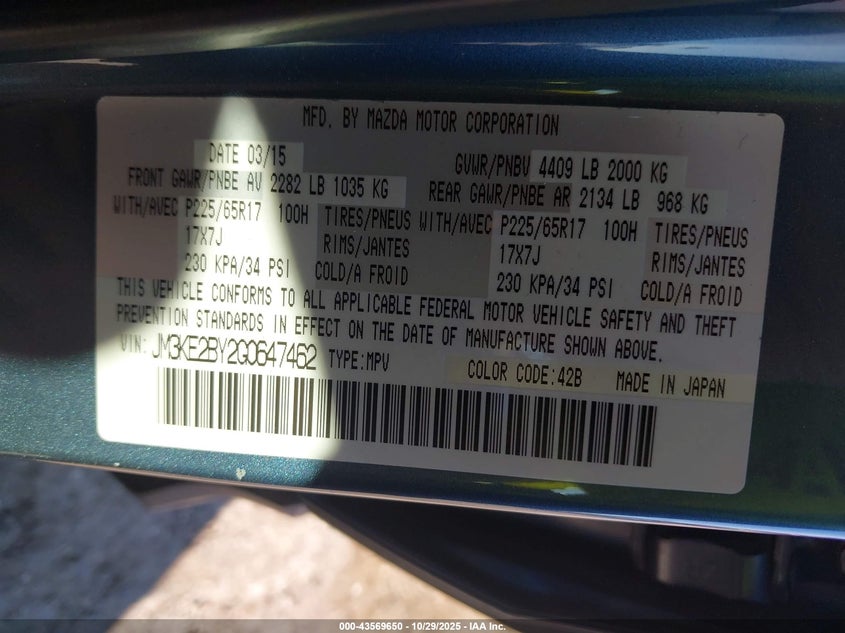 MFD. BY MAZDA MOTOR CORPORATION
DATE 03/15 GVWR/PNBV 4409 LB 2000 KG
FRONT GAWR/PNBE AV 2282 LB 1035 KG REAR GAWR/PNBE AR 2134 LB 968 KG
WITH/AVEC P225/65R17 100H TIRES/PNEUS WITH/AVEC P225/65R17 100H TIRES/PNEUS
17X7J RIMS/JANTES 17X7J RIMS/JANTES
230 KPA/34 PSI COLD/A FROID 230 KPA/34 PSI COLD/A FROID
THIS VEHICLE CONFORMS TO ALL APPLICABLE FEDERAL MOTOR VEHICLE SAFETY AND THEFT
PREVENTION STANDARDS IN EFFECT ON THE DATE OF MANUFACTURE SHOWN ABOVE.
VIN: JM3KE2BY2G0647462 TYPE:MPV COLOR CODE:42B MADE IN JAPAN
000-43569650 - 10/29/2025 - IAA Inc.